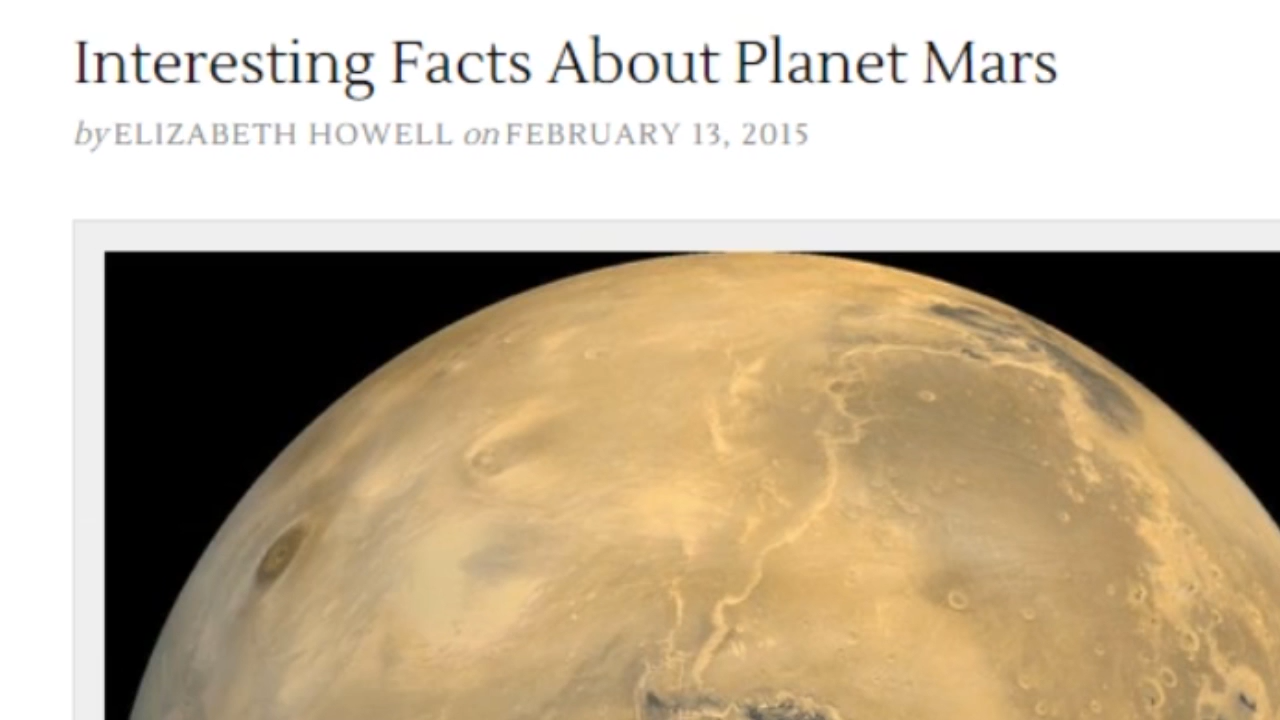 Interesting Facts About Planet Mars
by ELIZABETH HOWELL on FEBRUARY 13, 2015